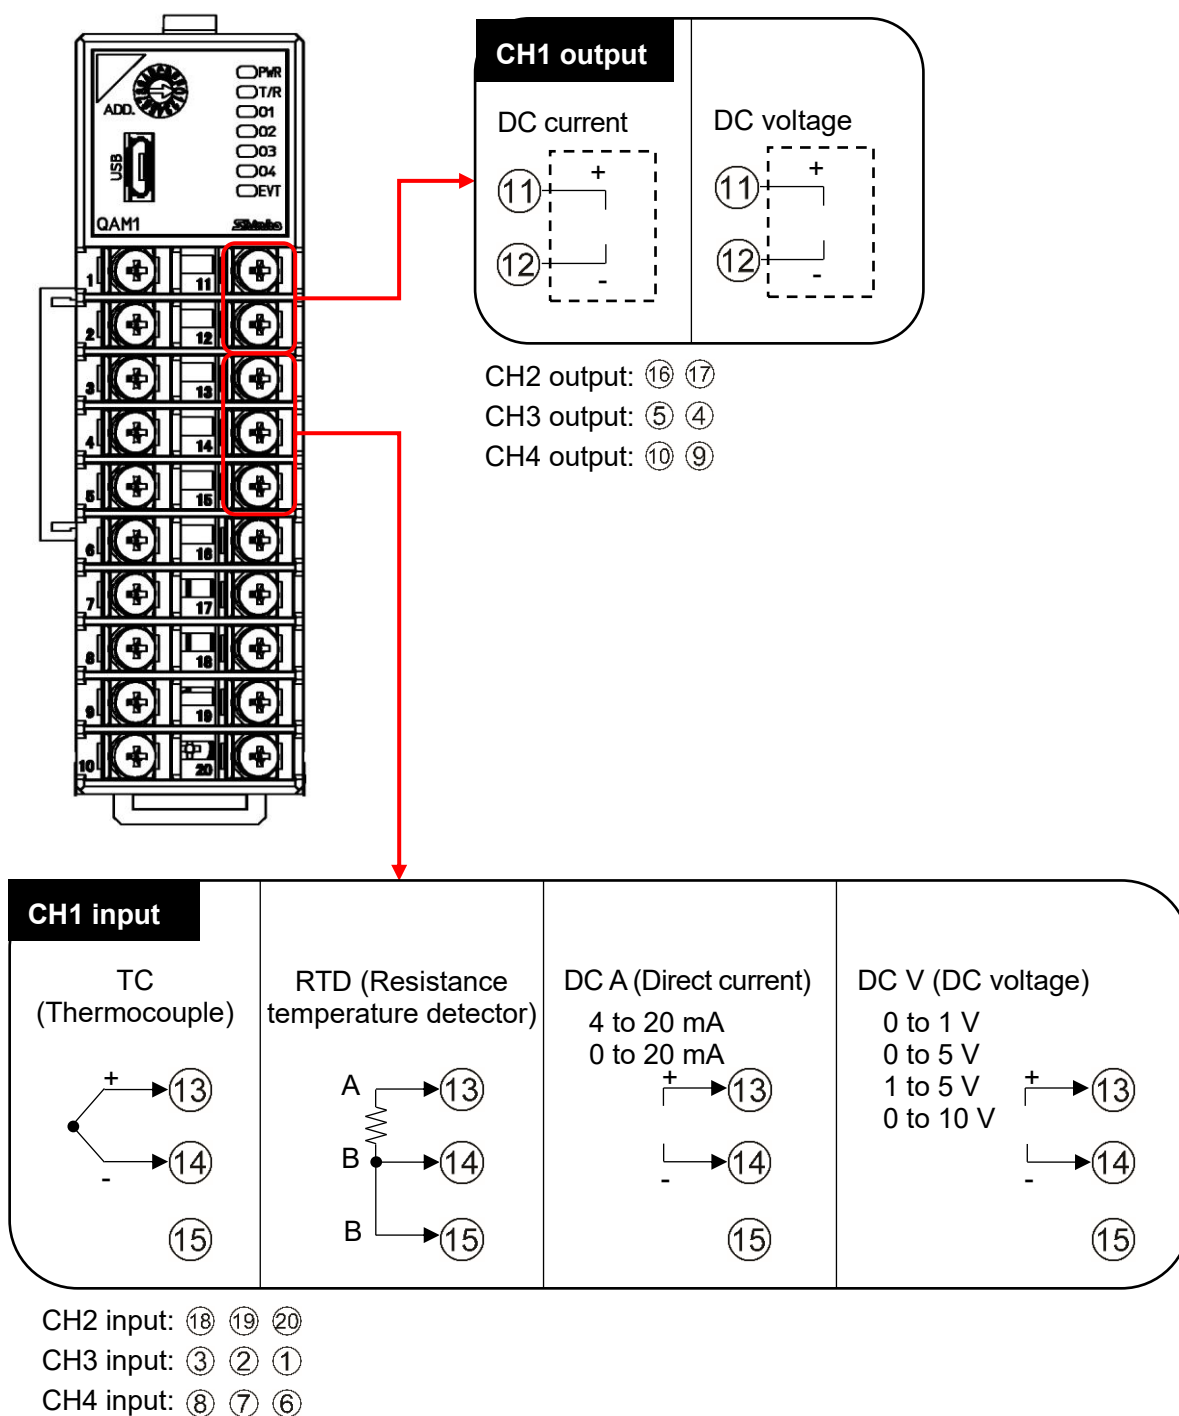 ADD.
USB
PWR
T/R
O1
O2
O3
O4
EVT
QAM1
Shinko
1 11
2 12
3 13
4 14
5 15
6 16
7 17
8 18
9 19
10 20
CH1 output
DC current
DC voltage
+
⑪
⑫
-
+
⑪
⑫
-
CH2 output: ⑯ ⑰
CH3 output: ⑤ ④
CH4 output: ⑩ ⑨
CH1 input
TC
(Thermocouple)
+
⑬
⑭
-
⑮
RTD (Resistance
temperature detector)
A ⑬
B ⑭
B ⑮
DC A (Direct current)
4 to 20 mA
0 to 20 mA
+
⑬
⑭
-
⑮
DC V (DC voltage)
0 to 1 V
0 to 5 V
1 to 5 V
0 to 10 V
+
⑬
⑭
-
⑮
CH2 input: ⑱ ⑲ ⑳
CH3 input: ③ ② ①
CH4 input: ⑧ ⑦ ⑥